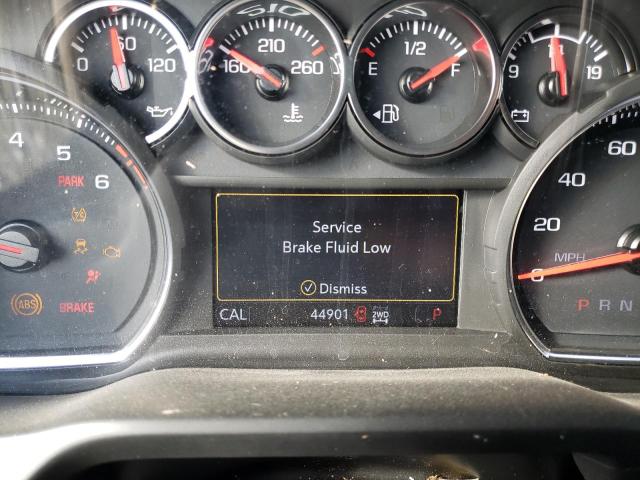 0 60 120
160 210 260
E 1/2 F
9 19
4 5 6
PARK
ABS BRAKE
Service
Brake Fluid Low
Dismiss
CAL 44901 2WD P
60
40
20
0
MPH
P R N